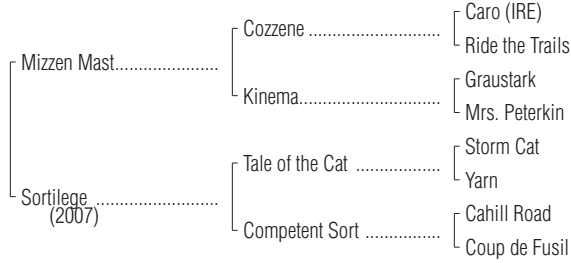 Caro (IRE)
Cozzene ........................
Ride the Trails
Mizzen Mast...................
Graustark
Kinema..........................
Mrs. Peterkin
Storm Cat
Tale of the Cat ................
Yarn
Sortilege ......................
(2007)
Cahill Road
Competent Sort ..............
Coup de Fusil